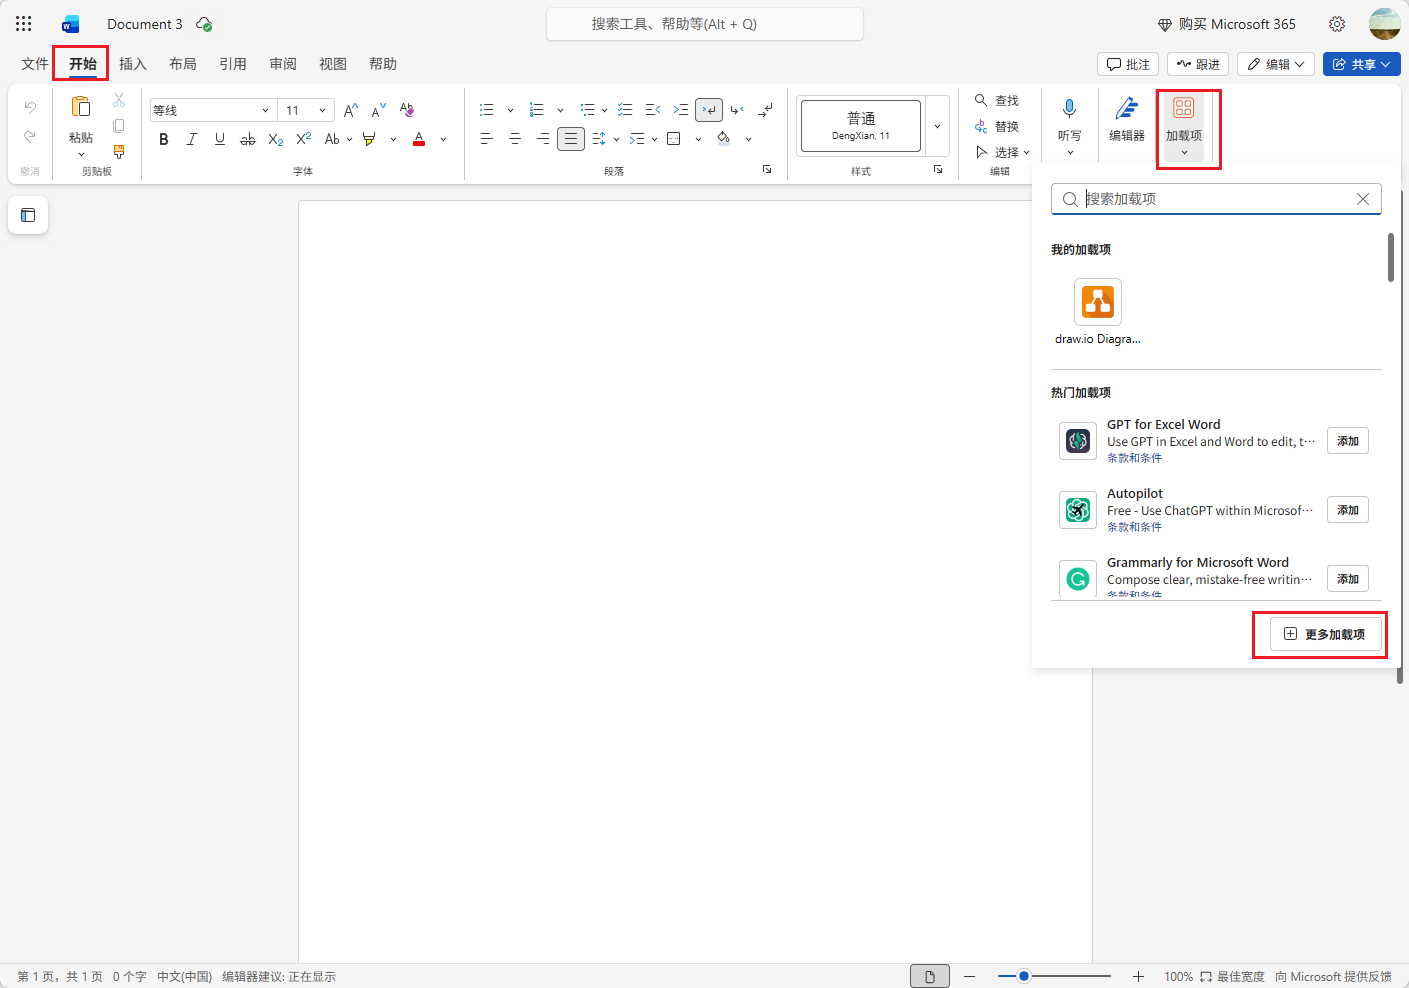 Document 3
搜索工具、帮助等(Alt + Q)
购买 Microsoft 365
文件 开始 插入 布局 引用 审阅 视图 帮助
批注 跟进 编辑 共享
粘贴
撤消
剪贴板
等线 11
字体
段落
普通
DengXian, 11
样式
查找
替换
选择
编辑
听写
编辑器
加载项
搜索加载项
我的加载项
draw.io Diagra...
热门加载项
GPT for Excel Word
Use GPT in Excel and Word to edit, t···
条款和条件
添加
Autopilot
Free - Use ChatGPT within Microsof···
条款和条件
添加
Grammarly for Microsoft Word
Compose clear, mistake-free writin···
条款和条件
添加
更多加载项
第 1 页，共 1 页 0 个字 中文(中国) 编辑器建议: 正在显示
100% 最佳宽度 向 Microsoft 提供反馈